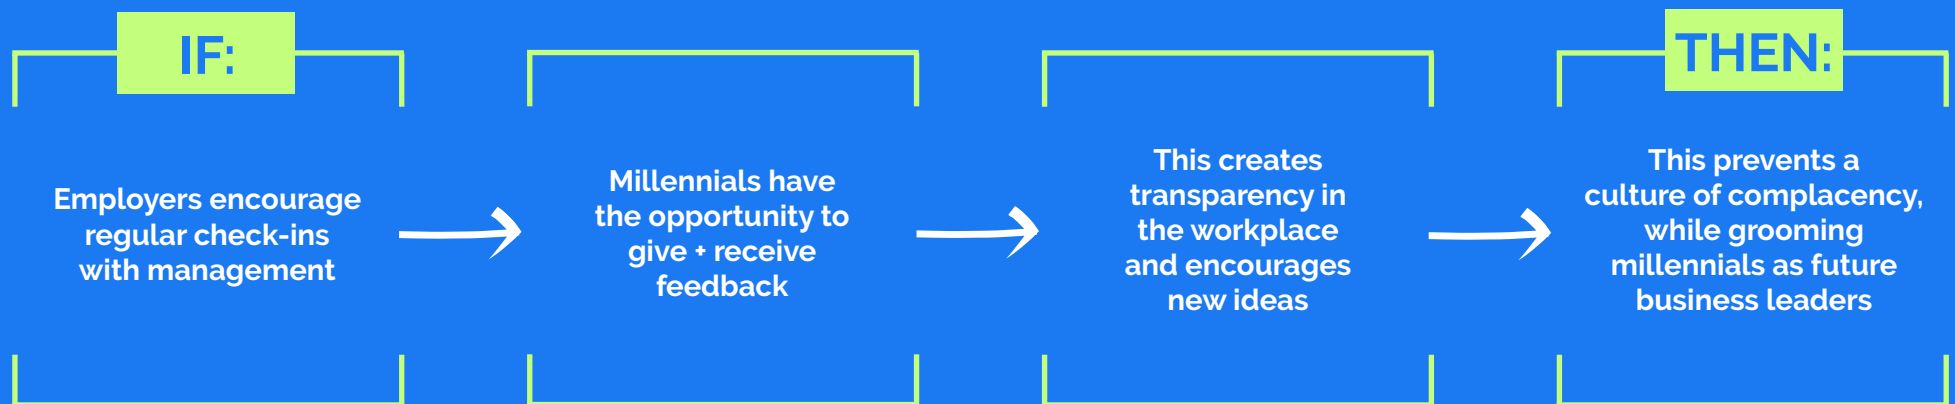 IF:
Employers encourage
regular check-ins
with management
Millennials have
the opportunity to
give + receive
feedback
This creates
transparency in
the workplace
and encourages
new ideas
THEN:
This prevents a
culture of complacency,
while grooming
millennials as future
business leaders